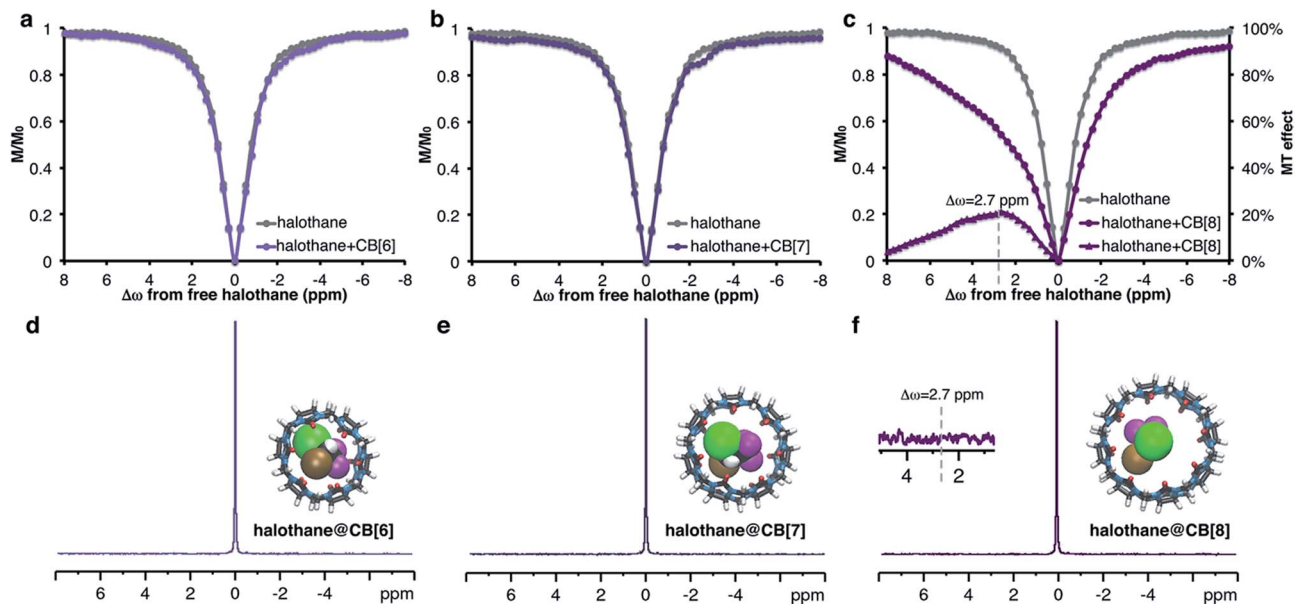 a
1
0.8
0.6
0.4
0.2
0
M/M₀
halothane
halothane+CB[6]
8 6 4 2 0 -2 -4 -6 -8
Δω from free halothane (ppm)
b
1
0.8
0.6
0.4
0.2
0
M/M₀
halothane
halothane+CB[7]
8 6 4 2 0 -2 -4 -6 -8
Δω from free halothane (ppm)
c
1
0.8
0.6
0.4
0.2
0
M/M₀
100%
80%
60%
40%
20%
0%
MT effect
Δω=2.7 ppm
halothane
halothane+CB[8]
halothane+CB[8]
8 6 4 2 0 -2 -4 -6 -8
Δω from free halothane (ppm)
d
halothane@CB[6]
6 4 2 0 -2 -4 ppm
e
halothane@CB[7]
6 4 2 0 -2 -4 ppm
f
Δω=2.7 ppm
4 2
halothane@CB[8]
6 4 2 0 -2 -4 ppm